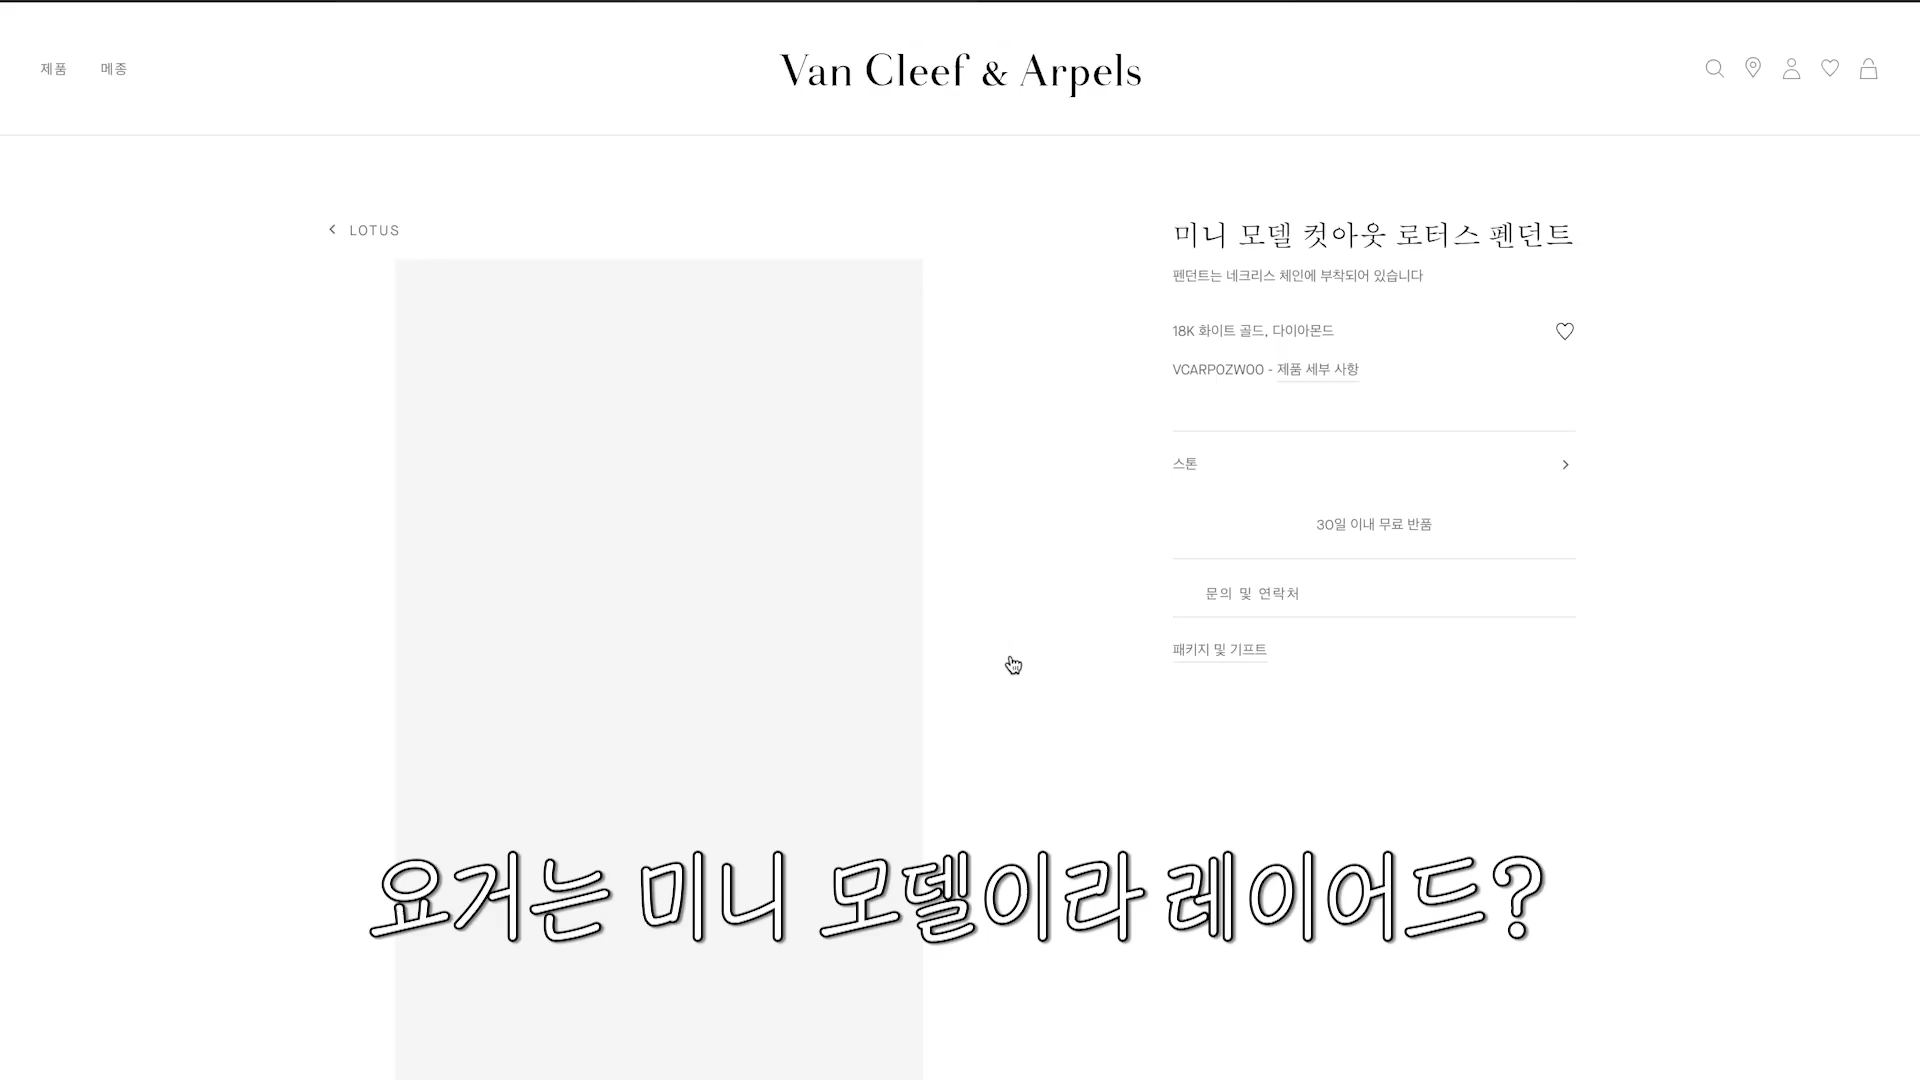 제품 메종
Van Cleef & Arpels
LOTUS
미니 모델 컷아웃 로터스 펜던트
펜던트는 네크리스 체인에 부착되어 있습니다
18K 화이트 골드, 다이아몬드
VCARP0ZW00 - 제품 세부 사항
스톤
30일 이내 무료 반품
문의 및 연락처
패키지 및 기프트
요거는 미니 모델이라 레이어드?